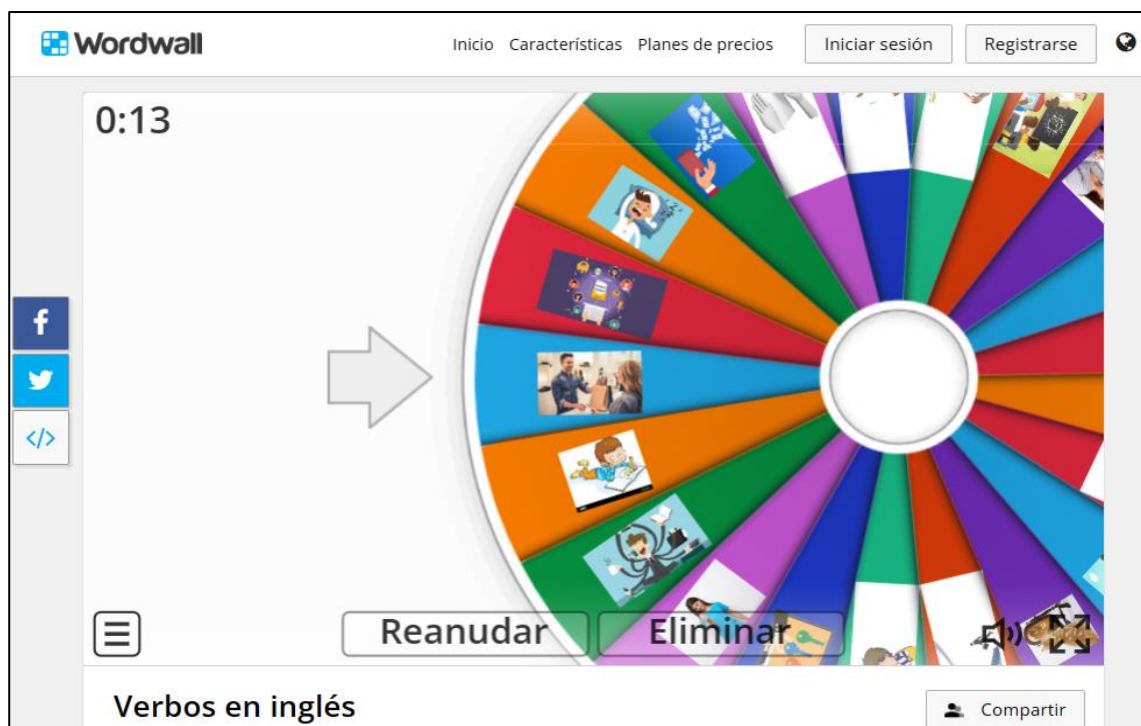 Wordwall
Inicio Características Planes de precios Iniciar sesión Registrarse
0:13
f
</>
Reanudar Eliminar
Verbos en inglés
Compartir